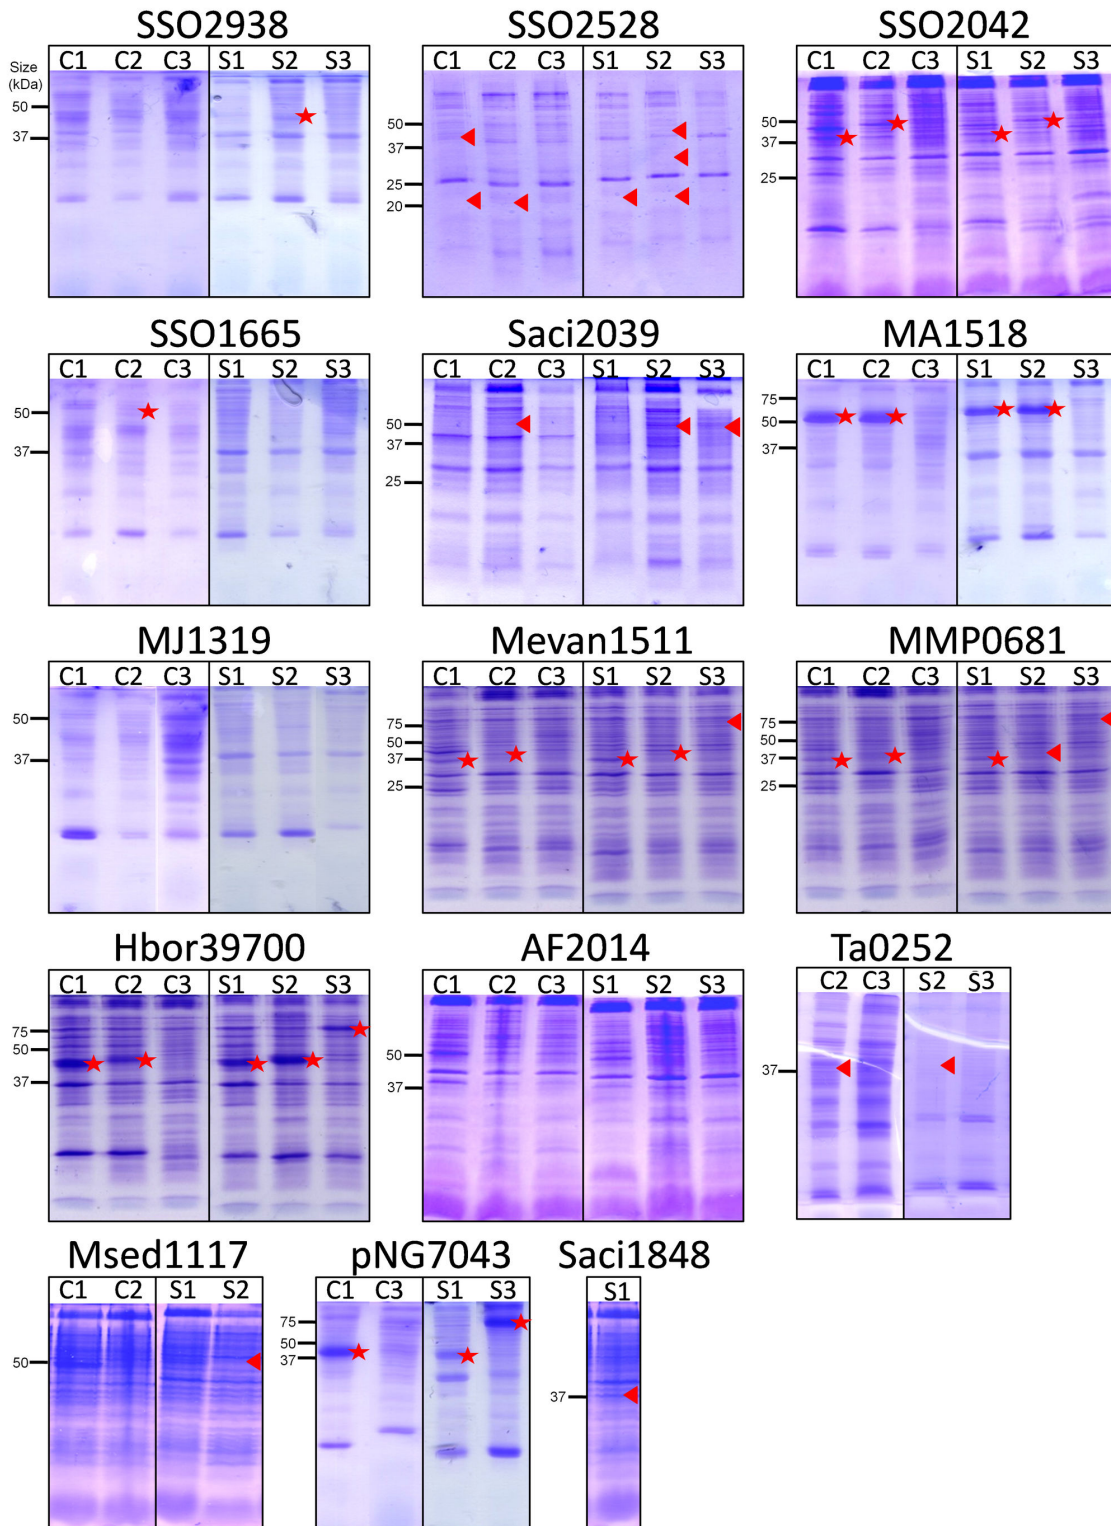 SSO2938 SSO2528 SSO2042
C1 C2 C3 S1 S2 S3 C1 C2 C3 S1 S2 S3 C1 C2 C3 S1 S2 S3
Size
(kDa)
50 50 50
37 37 37
25 25
20
SSO1665 Saci2039 MA1518
C1 C2 C3 S1 S2 S3 C1 C2 C3 S1 S2 S3 C1 C2 C3 S1 S2 S3
75
50 50 50
37 37 37
25
MJ1319 Mevan1511 MMP0681
C1 C2 C3 S1 S2 S3 C1 C2 C3 S1 S2 S3 C1 C2 C3 S1 S2 S3
50 75 75
50 50
37 37 37
25 25
Hbor39700 AF2014 Ta0252
C1 C2 C3 S1 S2 S3 C1 C2 C3 S1 S2 S3 C2 C3 S2 S3
75
50 50
37 37 37
Msed1117 pNG7043 Saci1848
C1 C2 S1 S2 C1 C3 S1 S3 S1
75
50
50 37
37